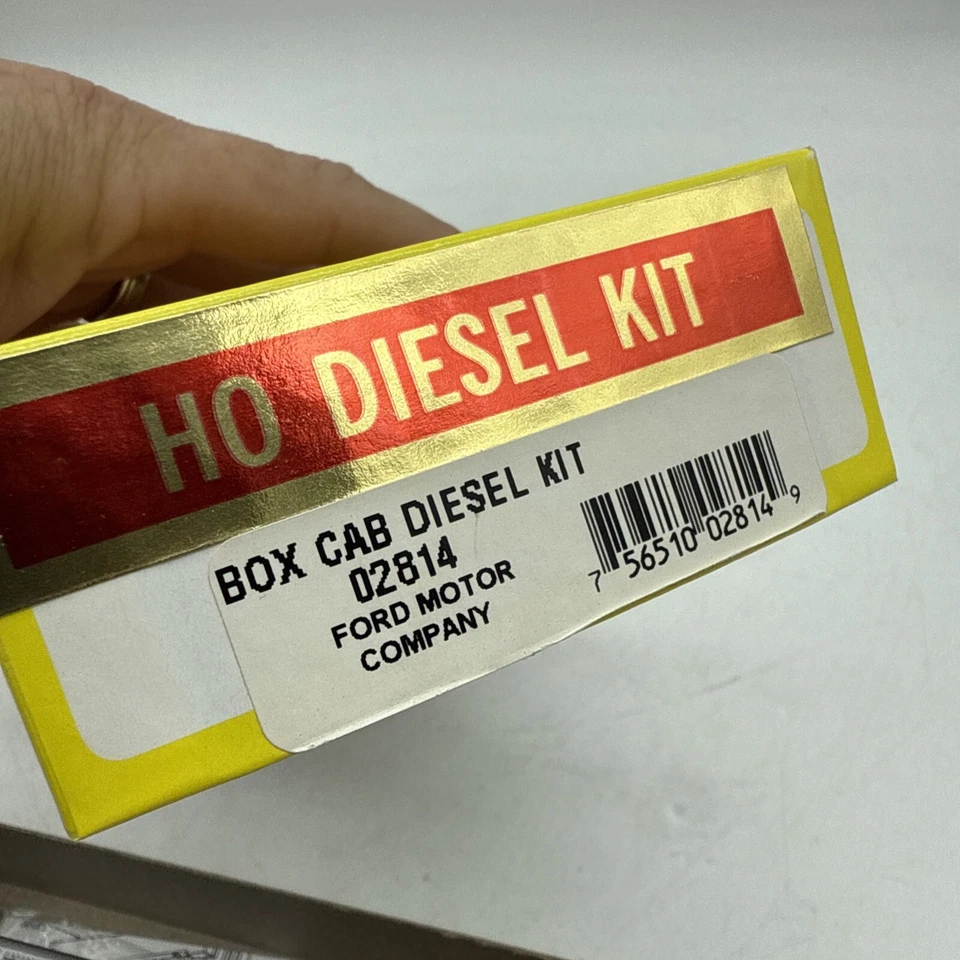 HO DIESEL KIT
BOX CAB DIESEL KIT
02814
FORD MOTOR
COMPANY
7 56510 02814 9